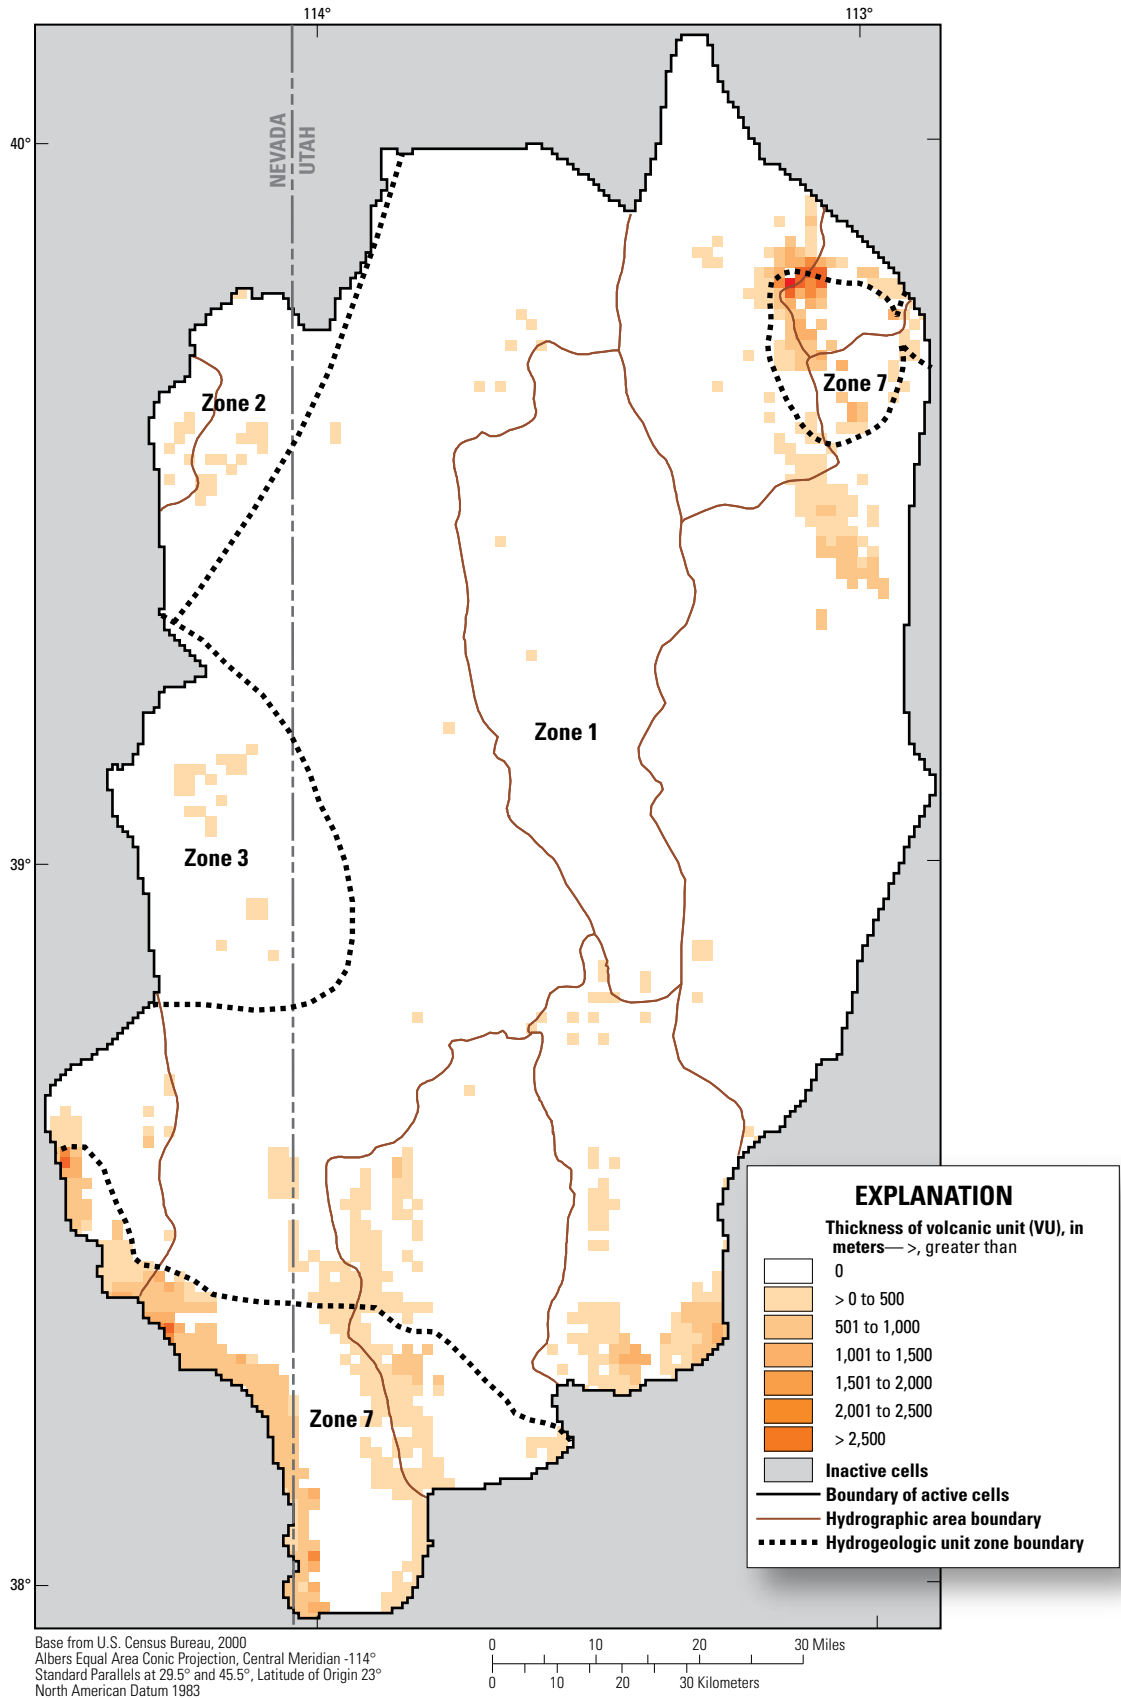 114°
113°
40°
NEVADA
UTAH
Zone 7
Zone 2
Zone 1
Zone 3
39°
Zone 7
38°
EXPLANATION
Thickness of volcanic unit (VU), in
meters— >, greater than
0
> 0 to 500
501 to 1,000
1,001 to 1,500
1,501 to 2,000
2,001 to 2,500
> 2,500
Inactive cells
Boundary of active cells
Hydrographic area boundary
Hydrogeologic unit zone boundary
Base from U.S. Census Bureau, 2000
Albers Equal Area Conic Projection, Central Meridian -114°
Standard Parallels at 29.5° and 45.5°, Latitude of Origin 23°
North American Datum 1983
0 10 20 30 Miles
0 10 20 30 Kilometers